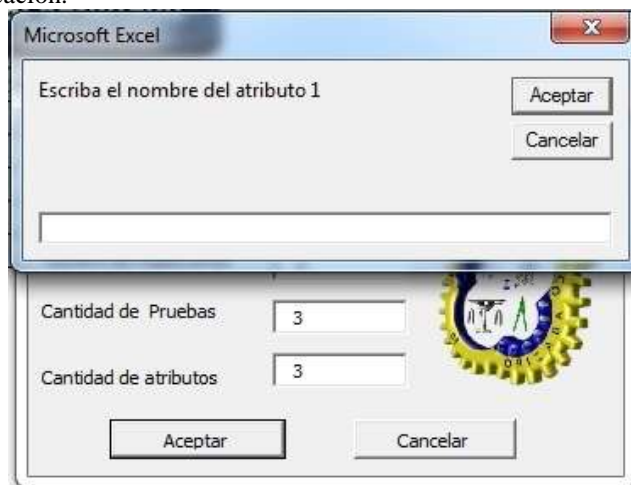 Microsoft Excel
Escriba el nombre del atributo 1
Aceptar
Cancelar
Cantidad de Pruebas 3
Cantidad de atributos 3
Aceptar Cancelar